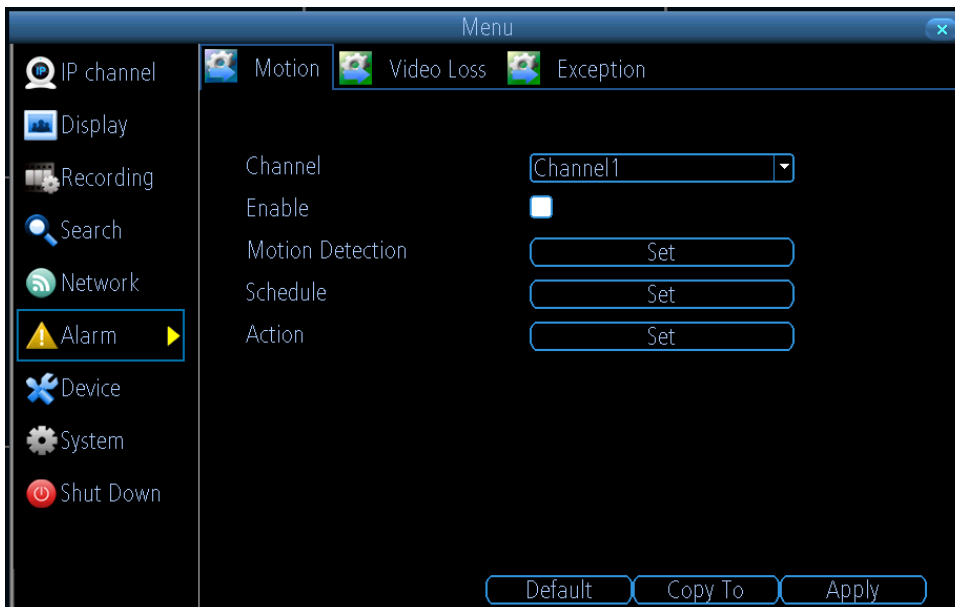 Menu
IP channel
Display
Recording
Search
Network
Alarm
Device
System
Shut Down
Motion Video Loss Exception
Channel Channel1
Enable
Motion Detection Set
Schedule Set
Action Set
Default Copy To Apply